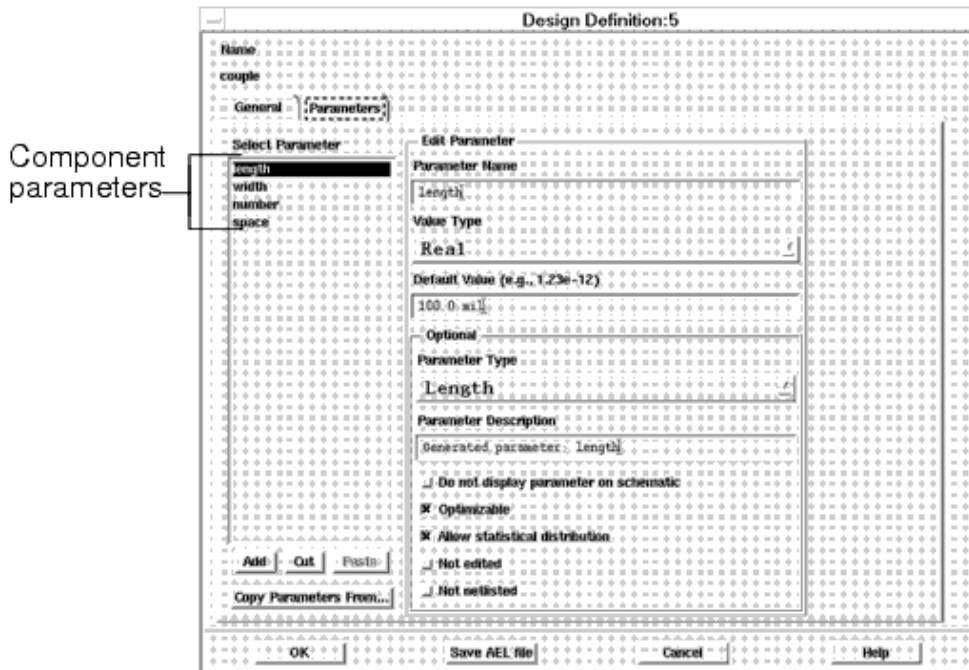 Design Definition:5
Name
couple
General
Parameters
Component
parameters
Select Parameter
length
width
number
space
Add
Cut
Paste
Copy Parameters From...
Edit Parameter
Parameter Name
length
Value Type
Real
Default Value (e.g., 1.23e-12)
100.0 mil
Optional
Parameter Type
Length
Parameter Description
Generated parameter: length
Do not display parameter on schematic
Optimizable
Allow statistical distribution
Not edited
Not netlisted
OK
Save AEL file
Cancel
Help